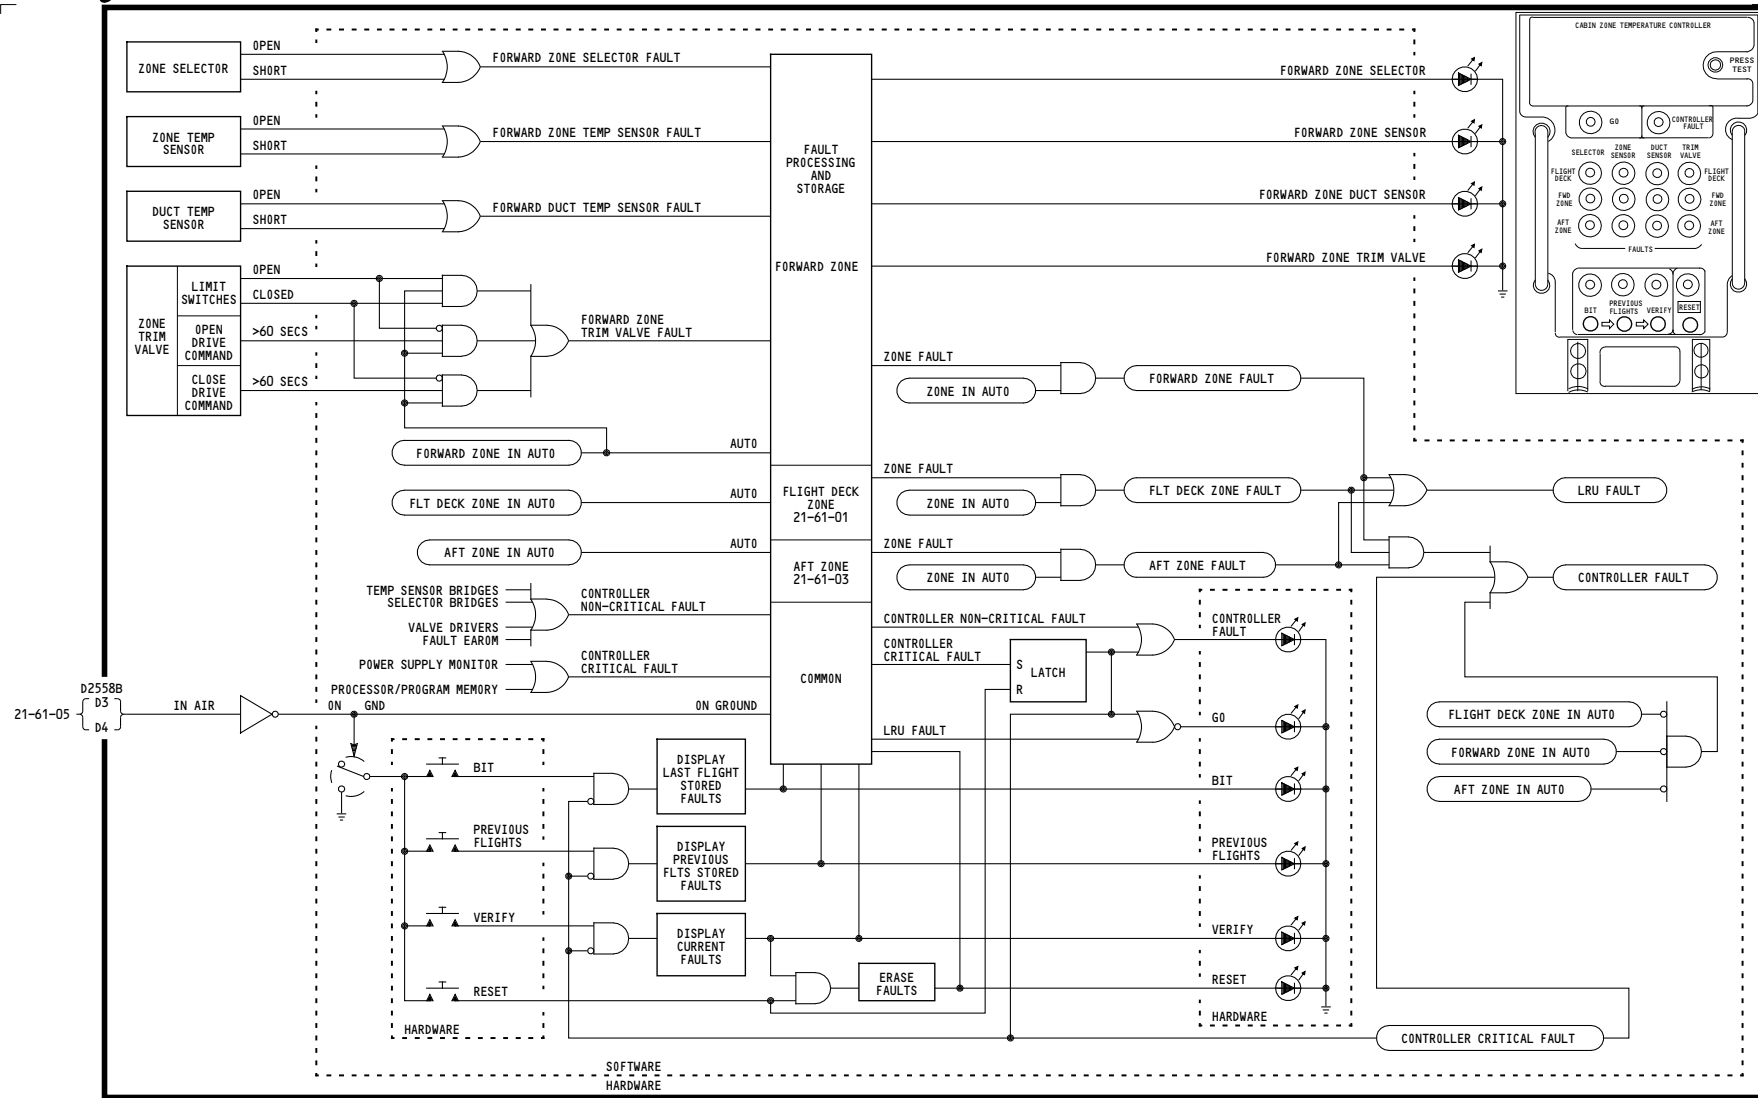 CABIN ZONE TEMPERATURE CONTROLLER
PRESS
TEST
GO
CONTROLLER
FAULT
SELECTOR
ZONE
SENSOR
DUCT
SENSOR
TRIM
VALVE
FLIGHT
DECK
FLIGHT
DECK
FWD
ZONE
FWD
ZONE
AFT
ZONE
AFT
ZONE
FAULTS
BIT
PREVIOUS
FLIGHTS
VERIFY
RESET
ZONE SELECTOR
OPEN
SHORT
FORWARD ZONE SELECTOR FAULT
ZONE TEMP
SENSOR
OPEN
SHORT
FORWARD ZONE TEMP SENSOR FAULT
DUCT TEMP
SENSOR
OPEN
SHORT
FORWARD DUCT TEMP SENSOR FAULT
ZONE
TRIM
VALVE
LIMIT
SWITCHES
OPEN
DRIVE
COMMAND
CLOSE
DRIVE
COMMAND
OPEN
CLOSED
>60 SECS
>60 SECS
FORWARD ZONE
TRIM VALVE FAULT
FAULT
PROCESSING
AND
STORAGE
FORWARD ZONE
FORWARD ZONE SELECTOR
FORWARD ZONE SENSOR
FORWARD ZONE DUCT SENSOR
FORWARD ZONE TRIM VALVE
FORWARD ZONE IN AUTO
AUTO
FLT DECK ZONE IN AUTO
AUTO
AFT ZONE IN AUTO
AUTO
FLIGHT DECK
ZONE
21-61-01
AFT ZONE
21-61-03
ZONE FAULT
ZONE IN AUTO
FORWARD ZONE FAULT
ZONE FAULT
ZONE IN AUTO
FLT DECK ZONE FAULT
ZONE FAULT
ZONE IN AUTO
AFT ZONE FAULT
LRU FAULT
CONTROLLER FAULT
TEMP SENSOR BRIDGES
SELECTOR BRIDGES
VALVE DRIVERS
FAULT EAROM
CONTROLLER
NON-CRITICAL FAULT
POWER SUPPLY MONITOR
PROCESSOR/PROGRAM MEMORY
CONTROLLER
CRITICAL FAULT
COMMON
CONTROLLER NON-CRITICAL FAULT
CONTROLLER
CRITICAL FAULT
S
R
LATCH
CONTROLLER
FAULT
D2558B
21-61-05
D3
D4
IN AIR
ON
GND
ON GROUND
LRU FAULT
GO
FLIGHT DECK ZONE IN AUTO
FORWARD ZONE IN AUTO
AFT ZONE IN AUTO
BIT
DISPLAY
LAST FLIGHT
STORED
FAULTS
BIT
PREVIOUS
FLIGHTS
DISPLAY
PREVIOUS
FLTS STORED
FAULTS
PREVIOUS
FLIGHTS
VERIFY
DISPLAY
CURRENT
FAULTS
VERIFY
RESET
ERASE
FAULTS
RESET
HARDWARE
HARDWARE
CONTROLLER CRITICAL FAULT
SOFTWARE
HARDWARE